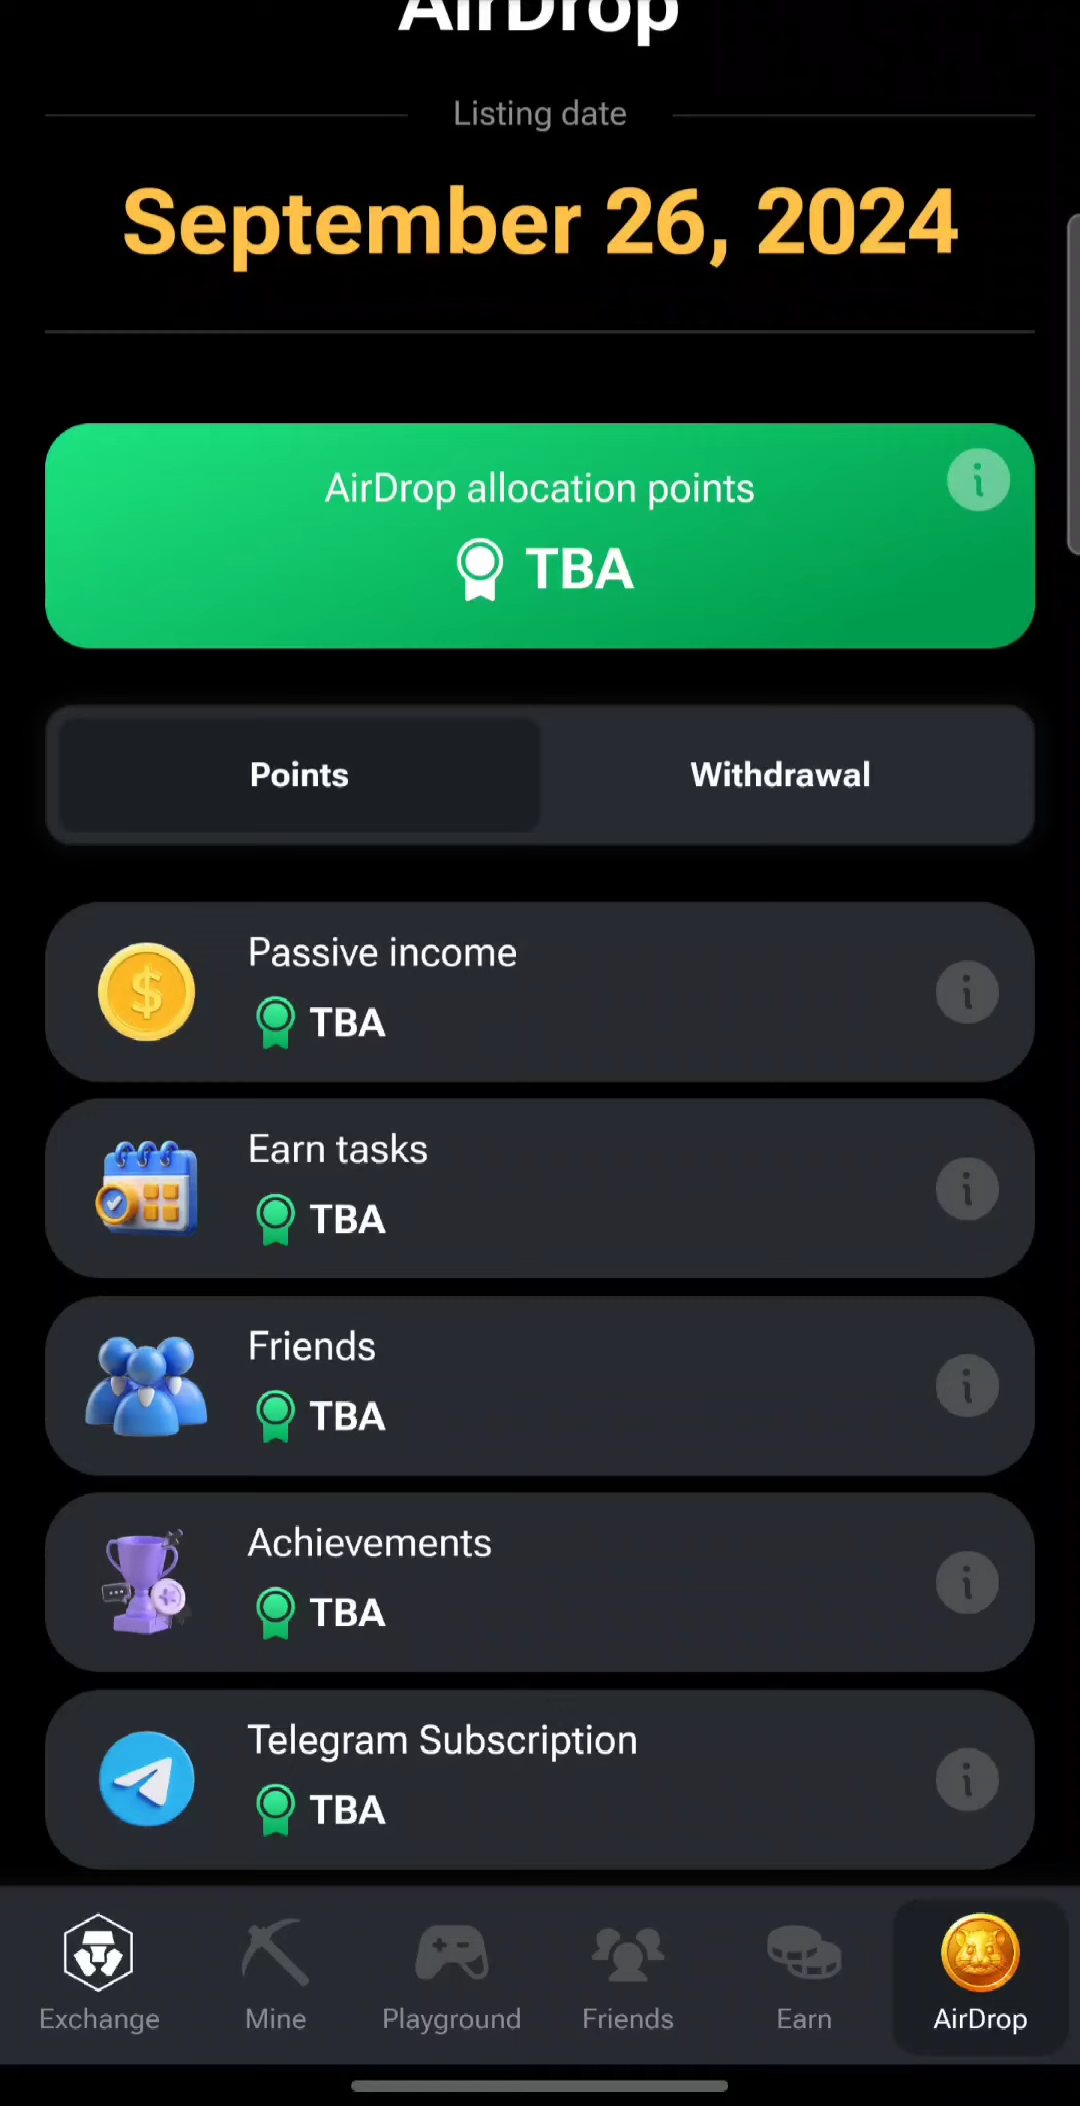 AirDrop
Listing date
September 26, 2024
AirDrop allocation points
TBA
Points
Withdrawal
Passive income
TBA
Earn tasks
TBA
Friends
TBA
Achievements
TBA
Telegram Subscription
TBA
Exchange
Mine
Playground
Friends
Earn
AirDrop